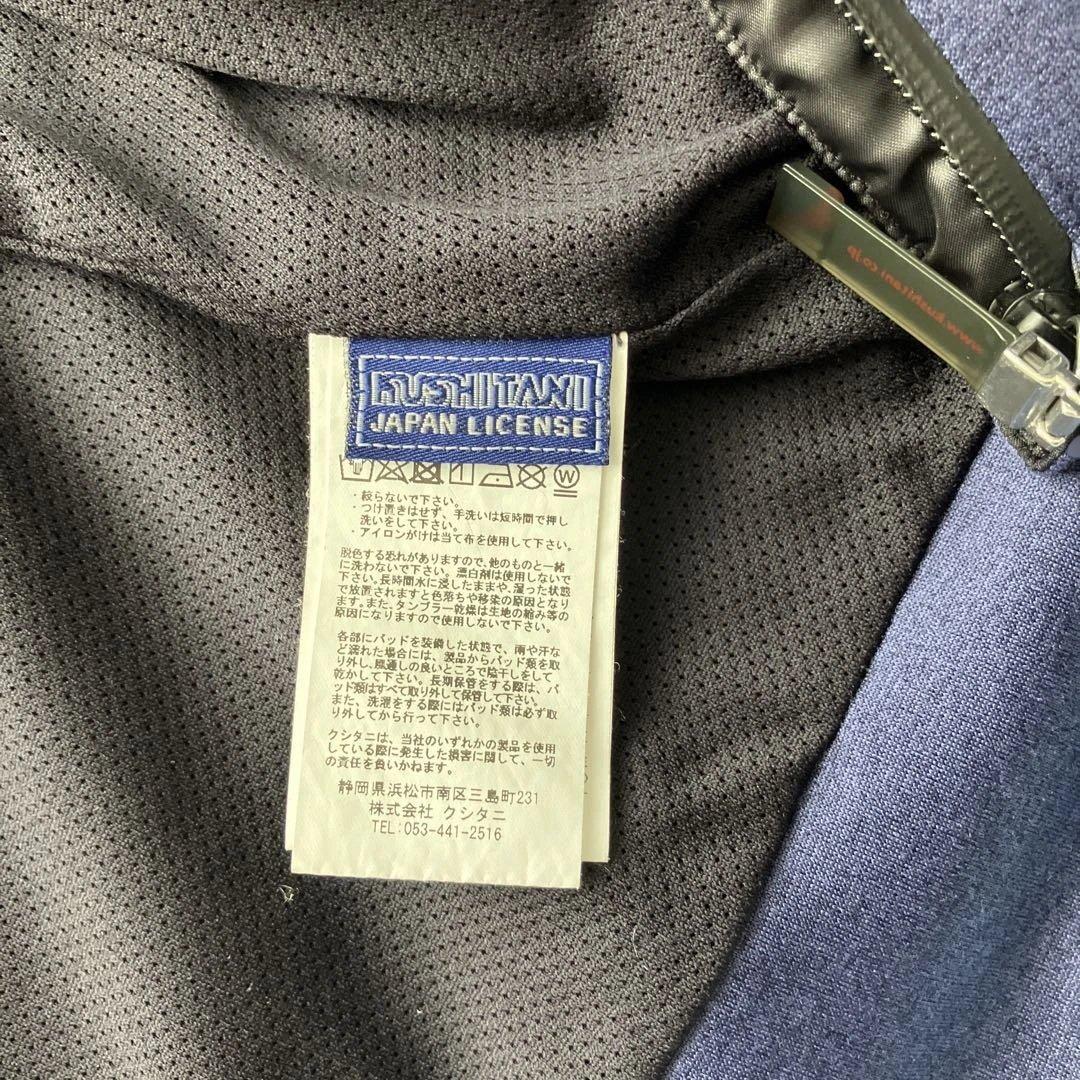 KUSHITANI
JAPAN LICENSE
W
・絞らないで下さい。
・つけ置きはせず、手洗いは短時間で押し
洗いをして下さい。
・アイロンがけは当て布を使用して下さい。
脱色する恐れがありますので、他のものと一緒
に洗わないで下さい。漂白剤は使用しないで
下さい。長時間水に浸したままや、湿った状態
で放置されますと色落ちや移染の原因となり
ます。また、タンブラー乾燥は生地の縮み等の
原因になりますので使用しないで下さい。
各部にパッドを装備した状態で、雨や汗な
ど濡れた場合には、製品からパッド類を取
り外し、風通しの良いところで陰干しをして
乾かして下さい。長期保管をする際は、パ
ッド類はすべて取り外して保管して下さい。
また、洗濯をする際にはパッド類は必ず取
り外してから行って下さい。
クシタニは、当社のいずれかの製品を使用
している際に発生した損害に関して、一切
の責任を負いかねます。
静岡県浜松市南区三島町231
株式会社 クシタニ
TEL:053-441-2516
www.kushitani.co.jp